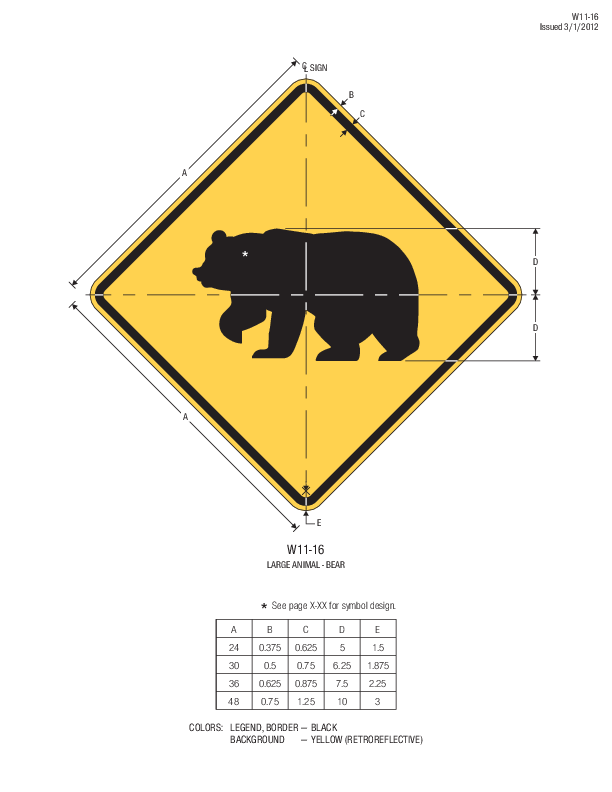 W11-16
Issued 3/1/2012
℄ SIGN
B
C
A
*
D
D
A
E
W11-16
LARGE ANIMAL - BEAR
* See page X-XX for symbol design.
A B C D E
24 0.375 0.625 5 1.5
30 0.5 0.75 6.25 1.875
36 0.625 0.875 7.5 2.25
48 0.75 1.25 10 3
COLORS: LEGEND, BORDER — BLACK
BACKGROUND — YELLOW (RETROREFLECTIVE)